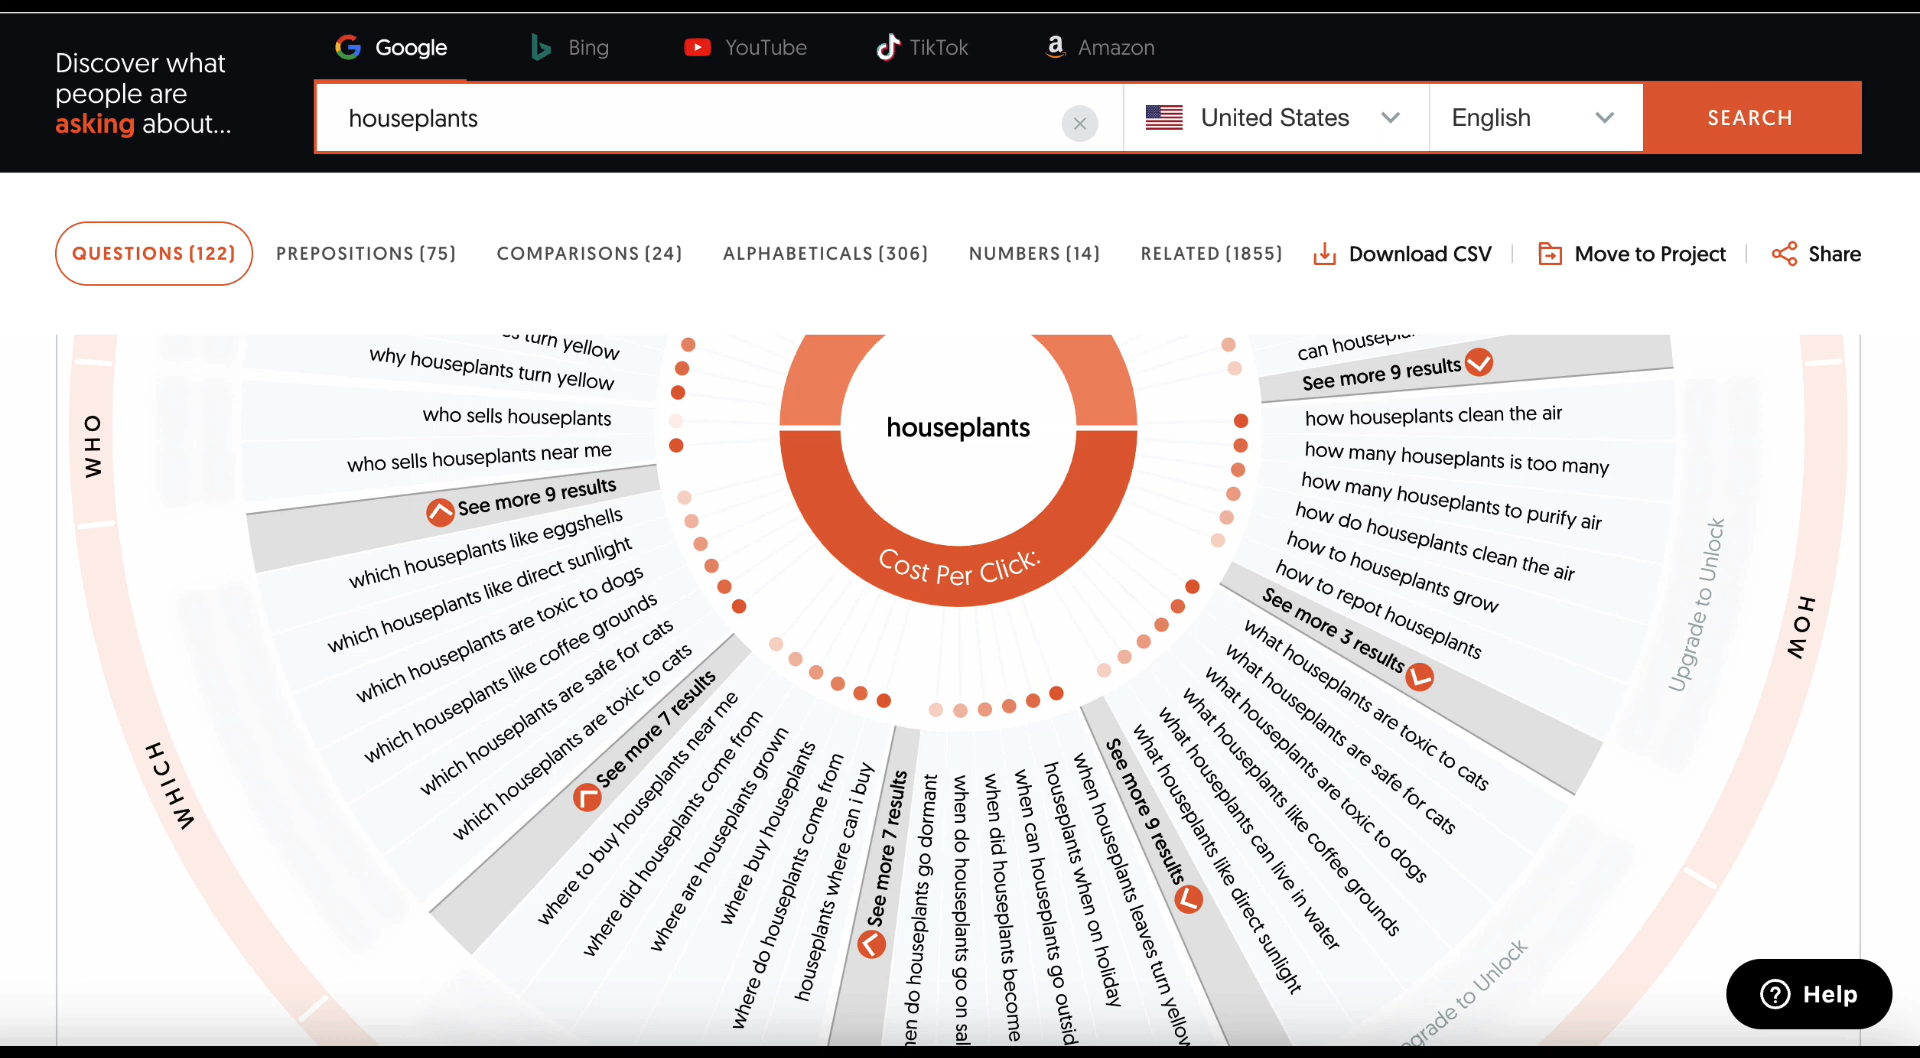 Discover what
people are
asking about...
Google
Bing
YouTube
TikTok
Amazon
houseplants
United States
English
SEARCH
QUESTIONS (122)
PREPOSITIONS (75)
COMPARISONS (24)
ALPHABETICALS (306)
NUMBERS (14)
RELATED (1855)
Download CSV
Move to Project
Share
turn yellow
why houseplants turn yellow
WHO
who sells houseplants
who sells houseplants near me
See more 9 results
which houseplants like eggshells
which houseplants like direct sunlight
which houseplants are toxic to dogs
which houseplants like coffee grounds
which houseplants are safe for cats
which houseplants are toxic to cats
WHICH
See more 7 results
where to buy houseplants near me
where did houseplants come from
where are houseplants grown
where buy houseplants
where do houseplants come from
houseplants where can i buy
See more 7 results
do houseplants go dormant
when do houseplants go on
when did houseplants become
when can houseplants go
houseplants when on holiday
when houseplants leaves turn
See more 9 results
what houseplants like direct sunlight
what houseplants can live in water
what houseplants like coffee grounds
what houseplants are toxic to dogs
what houseplants are safe for cats
what houseplants are toxic to cats
See more 3 results
how to repot houseplants
how to houseplants grow
how do houseplants clean the air
how many houseplants to purify air
how many houseplants is too many
how houseplants clean the air
HOW
See more 9 results
can
houseplants
Cost Per Click:
Upgrade to Unlock
to Unlock
Help